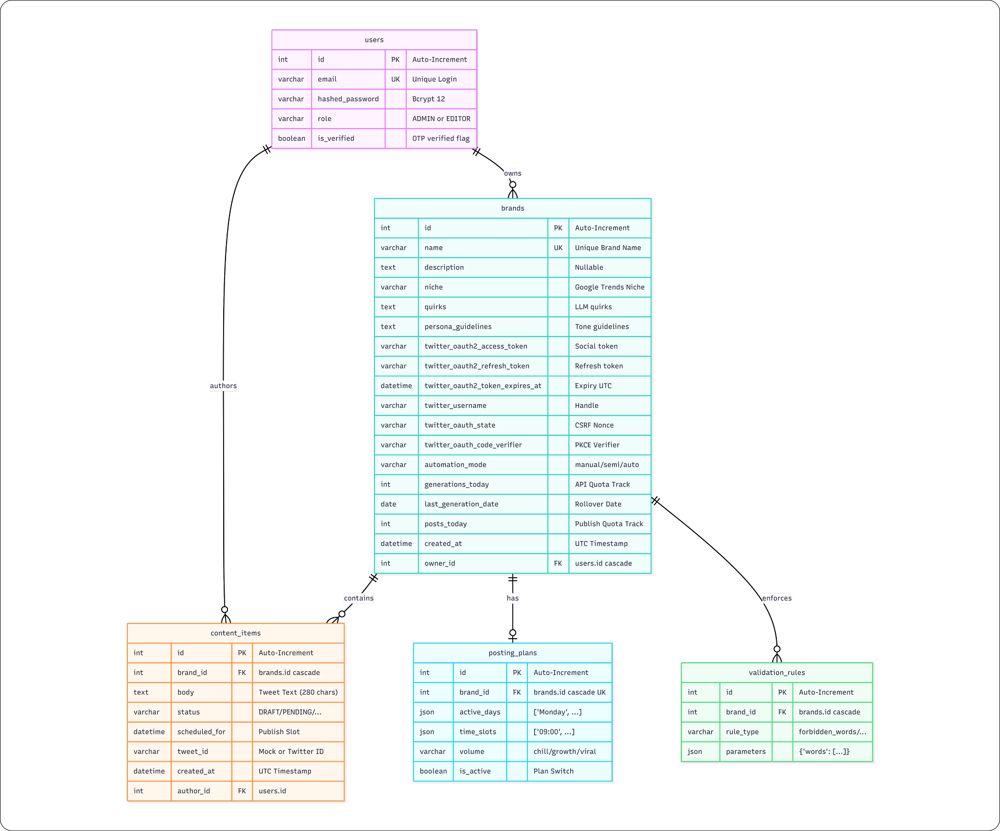 users
int id PK Auto-Increment
varchar email UK Unique Login
varchar hashed_password Bcrypt 12
varchar role ADMIN or EDITOR
boolean is_verified OTP verified flag
owns
brands
int id PK Auto-Increment
varchar name UK Unique Brand Name
text description Nullable
varchar niche Google Trends Niche
text quirks LLM quirks
text persona_guidelines Tone guidelines
varchar twitter_oauth2_access_token Social token
varchar twitter_oauth2_refresh_token Refresh token
datetime twitter_oauth2_token_expires_at Expiry UTC
varchar twitter_username Handle
varchar twitter_oauth_state CSRF Nonce
varchar twitter_oauth_code_verifier PKCE Verifier
varchar automation_mode manual/semi/auto
int generations_today API Quota Track
date last_generation_date Rollover Date
int posts_today Publish Quota Track
datetime created_at UTC Timestamp
int owner_id FK users.id cascade
authors
contains
has
enforces
content_items
int id PK Auto-Increment
int brand_id FK brands.id cascade
text body Tweet Text (280 chars)
varchar status DRAFT/PENDING/...
datetime scheduled_for Publish Slot
varchar tweet_id Mock or Twitter ID
datetime created_at UTC Timestamp
int author_id FK users.id
posting_plans
int id PK Auto-Increment
int brand_id FK brands.id cascade UK
json active_days ['Monday', ...]
json time_slots ['09:00', ...]
varchar volume chill/growth/viral
boolean is_active Plan Switch
validation_rules
int id PK Auto-Increment
int brand_id FK brands.id cascade
varchar rule_type forbidden_words/...
json parameters {'words': [...]}